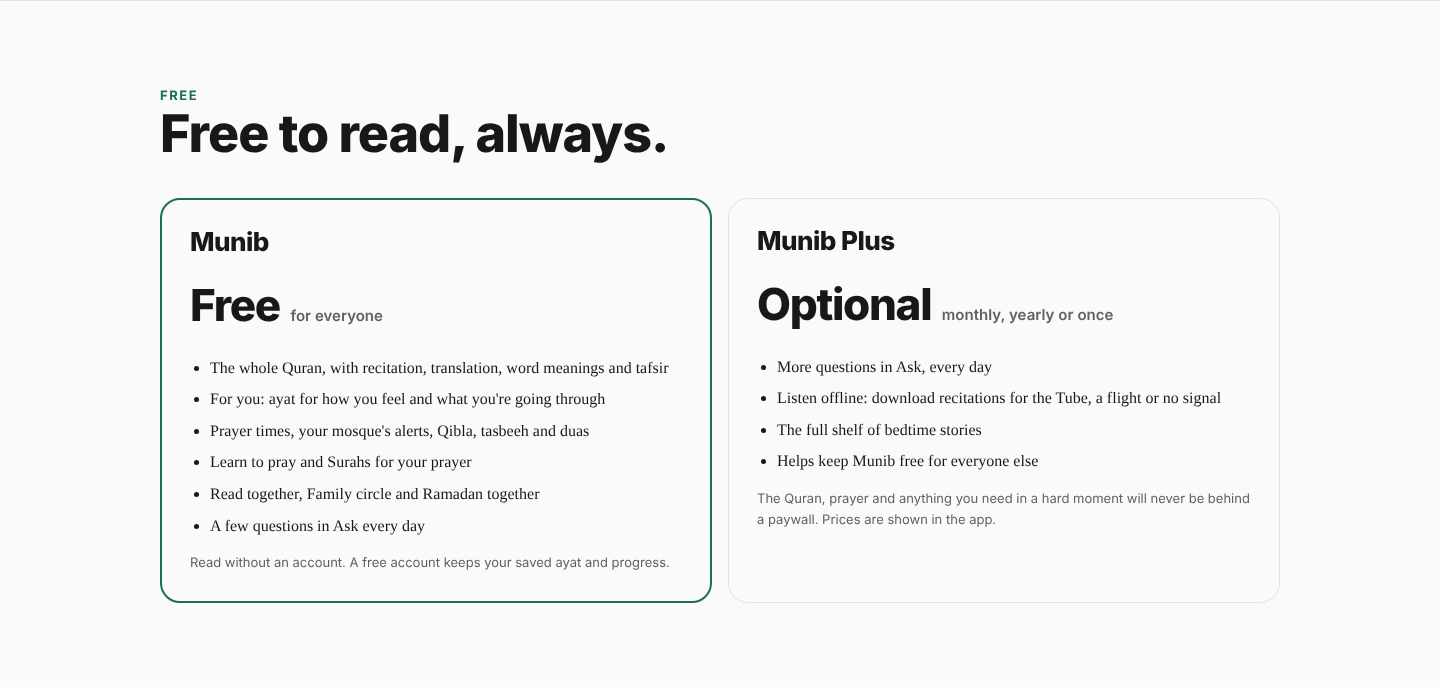 FREE
Free to read, always.
Munib
Free for everyone
The whole Quran, with recitation, translation, word meanings and tafsir
For you: ayat for how you feel and what you're going through
Prayer times, your mosque's alerts, Qibla, tasbeeh and duas
Learn to pray and Surahs for your prayer
Read together, Family circle and Ramadan together
A few questions in Ask every day
Read without an account. A free account keeps your saved ayat and progress.
Munib Plus
Optional monthly, yearly or once
More questions in Ask, every day
Listen offline: download recitations for the Tube, a flight or no signal
The full shelf of bedtime stories
Helps keep Munib free for everyone else
The Quran, prayer and anything you need in a hard moment will never be behind
a paywall. Prices are shown in the app.